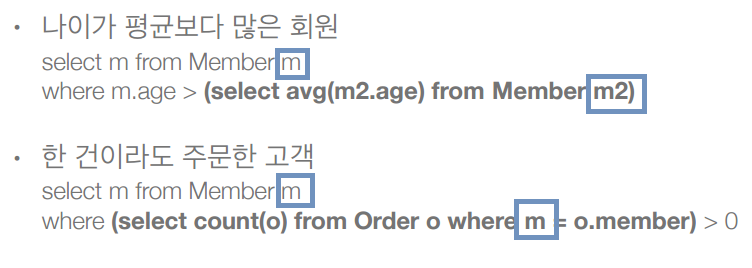 • 나이가 평균보다 많은 회원
select m from Member m
where m.age > (select avg(m2.age) from Member m2)
• 한 건이라도 주문한 고객
select m from Member m
where (select count(o) from Order o where m = o.member) > 0